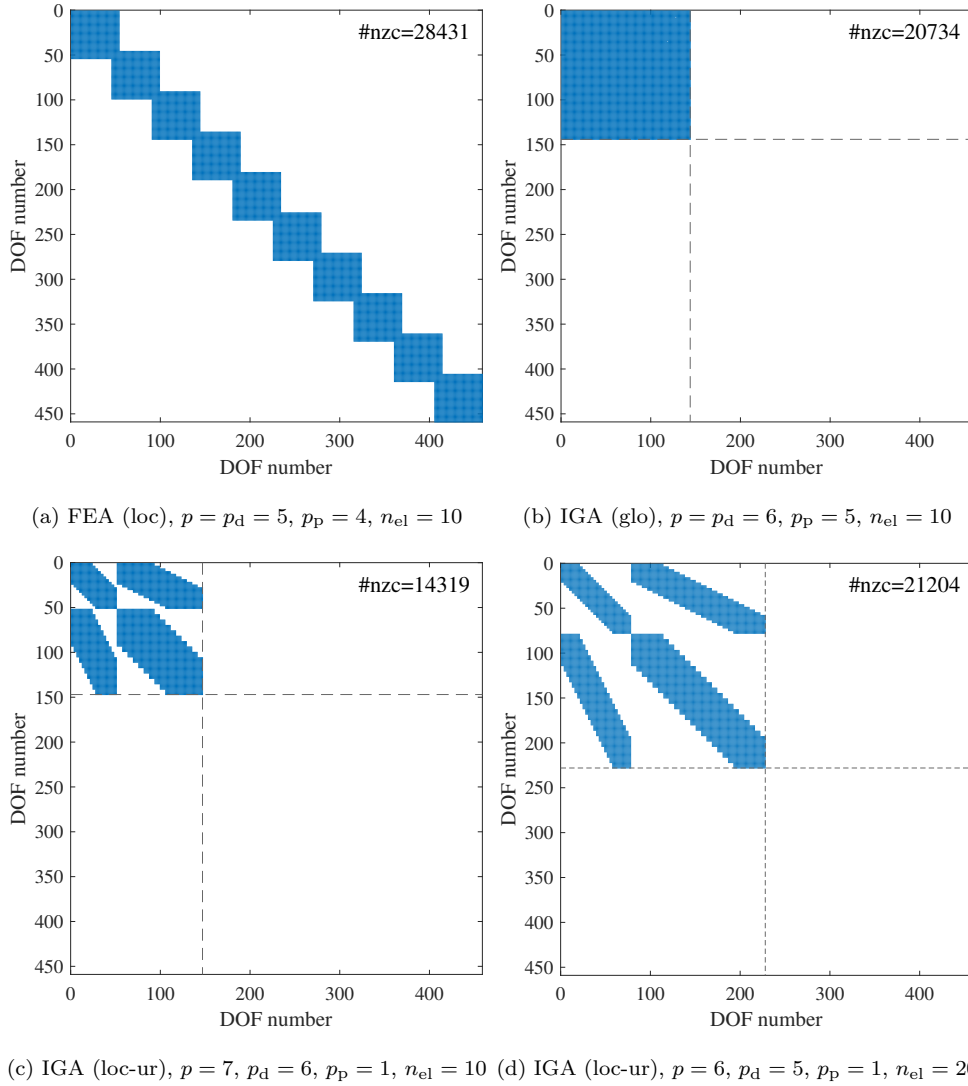 #nzc=28431
0
50
100
150
200
250
300
350
400
450
DOF number
0 100 200 300 400
DOF number
(a) FEA (loc), p = p_d = 5, p_p = 4, n_el = 10
#nzc=20734
0
50
100
150
200
250
300
350
400
450
DOF number
0 100 200 300 400
DOF number
(b) IGA (glo), p = p_d = 6, p_p = 5, n_el = 10
#nzc=14319
0
50
100
150
200
250
300
350
400
450
DOF number
0 100 200 300 400
DOF number
(c) IGA (loc-ur), p = 7, p_d = 6, p_p = 1, n_el = 10
#nzc=21204
0
50
100
150
200
250
300
350
400
450
DOF number
0 100 200 300 400
DOF number
(d) IGA (loc-ur), p = 6, p_d = 5, p_p = 1, n_el =